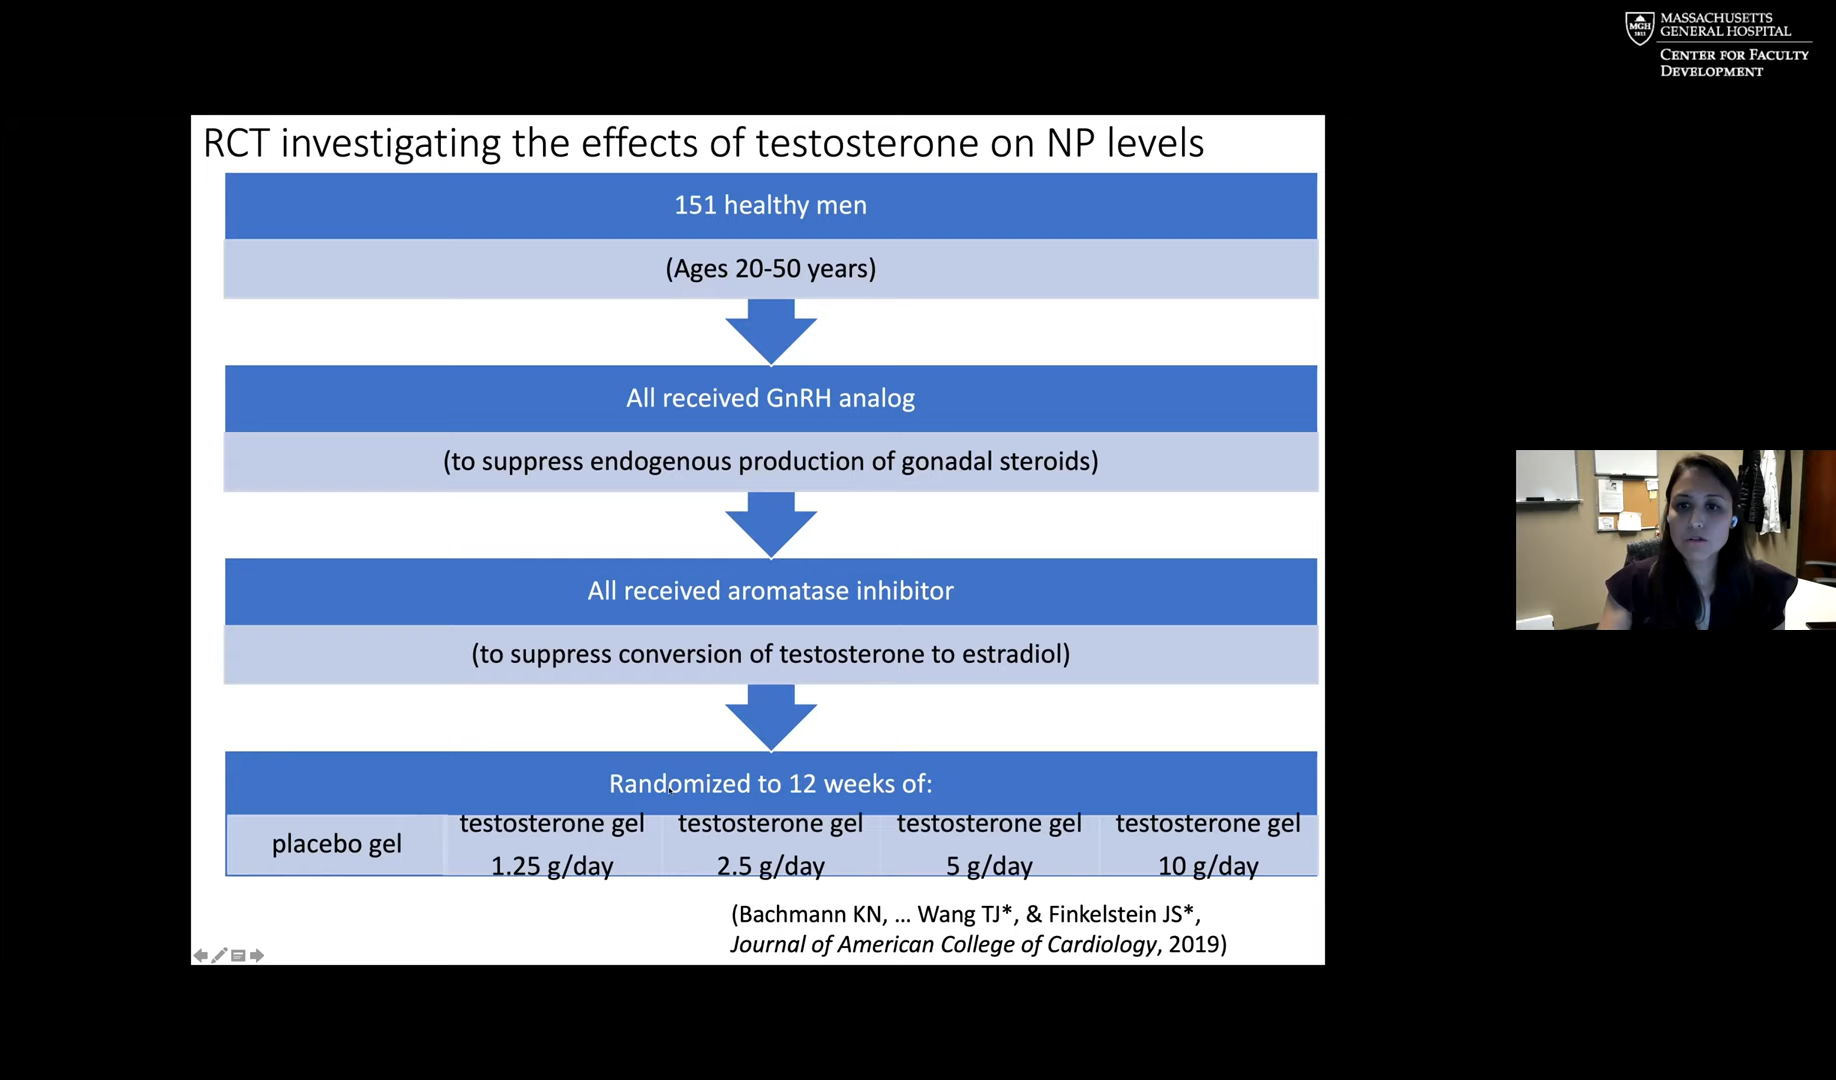 MASSACHUSETTS
GENERAL HOSPITAL
CENTER FOR FACULTY
DEVELOPMENT
MGH
1811
RCT investigating the effects of testosterone on NP levels
151 healthy men
(Ages 20-50 years)
All received GnRH analog
(to suppress endogenous production of gonadal steroids)
All received aromatase inhibitor
(to suppress conversion of testosterone to estradiol)
Randomized to 12 weeks of:
placebo gel
testosterone gel
1.25 g/day
testosterone gel
2.5 g/day
testosterone gel
5 g/day
testosterone gel
10 g/day
(Bachmann KN, ... Wang TJ*, & Finkelstein JS*,
Journal of American College of Cardiology, 2019)